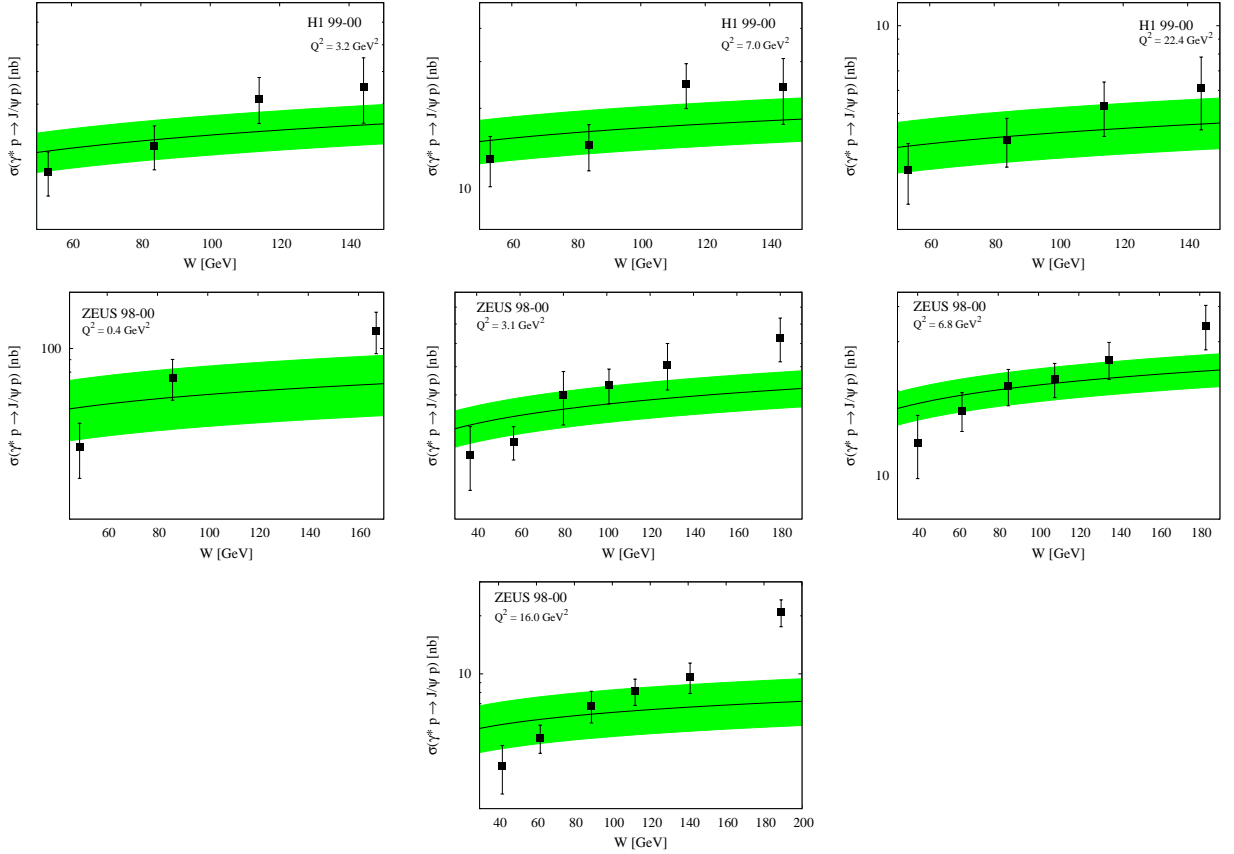 H1 99-00
Q² = 3.2 GeV²
σ(γ* p → J/ψ p) [nb]
60 80 100 120 140
W [GeV]
H1 99-00
Q² = 7.0 GeV²
σ(γ* p → J/ψ p) [nb]
10
60 80 100 120 140
W [GeV]
10
H1 99-00
Q² = 22.4 GeV²
σ(γ* p → J/ψ p) [nb]
60 80 100 120 140
W [GeV]
ZEUS 98-00
Q² = 0.4 GeV²
100
σ(γ* p → J/ψ p) [nb]
60 80 100 120 140 160
W [GeV]
ZEUS 98-00
Q² = 3.1 GeV²
σ(γ* p → J/ψ p) [nb]
40 60 80 100 120 140 160 180
W [GeV]
ZEUS 98-00
Q² = 6.8 GeV²
σ(γ* p → J/ψ p) [nb]
10
40 60 80 100 120 140 160 180
W [GeV]
ZEUS 98-00
Q² = 16.0 GeV²
σ(γ* p → J/ψ p) [nb]
10
40 60 80 100 120 140 160 180 200
W [GeV]